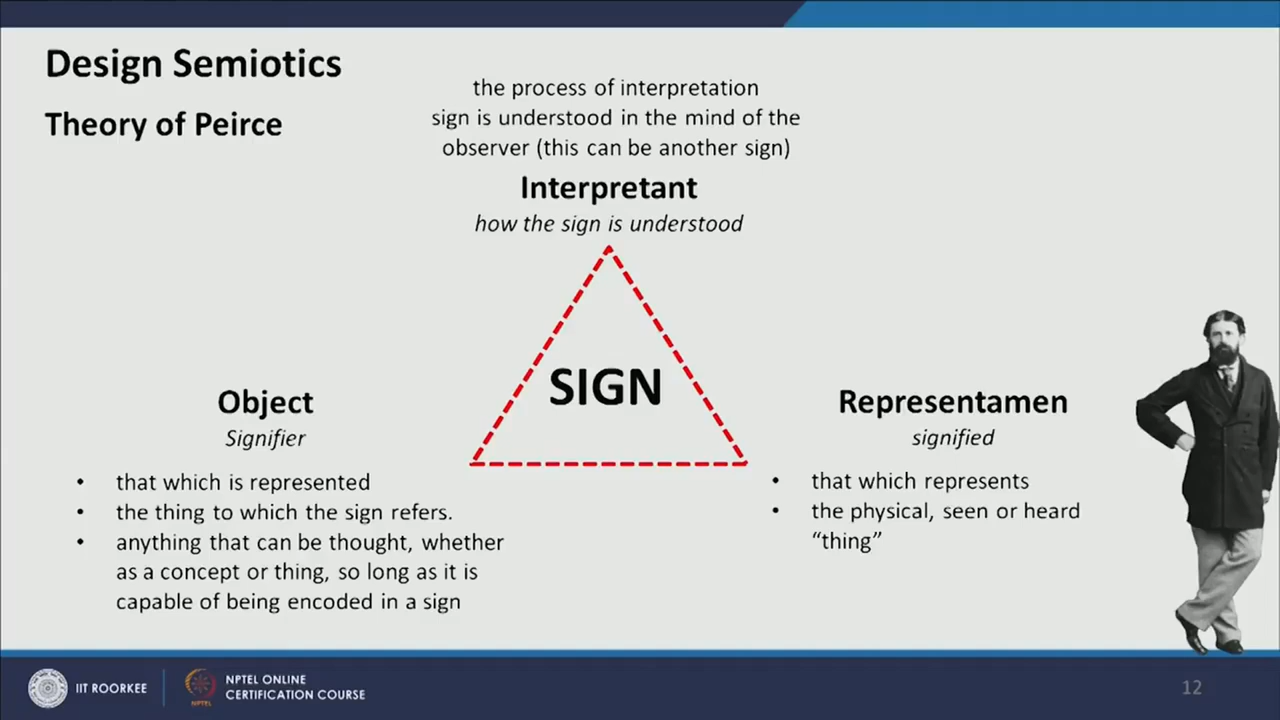 Design Semiotics
Theory of Peirce
the process of interpretation
sign is understood in the mind of the
observer (this can be another sign)
Interpretant
how the sign is understood
SIGN
Object
Signifier
• that which is represented
• the thing to which the sign refers.
• anything that can be thought, whether
as a concept or thing, so long as it is
capable of being encoded in a sign
Representamen
signified
• that which represents
• the physical, seen or heard
“thing”
IIT ROORKEE
NPTEL
NPTEL ONLINE
CERTIFICATION COURSE
12